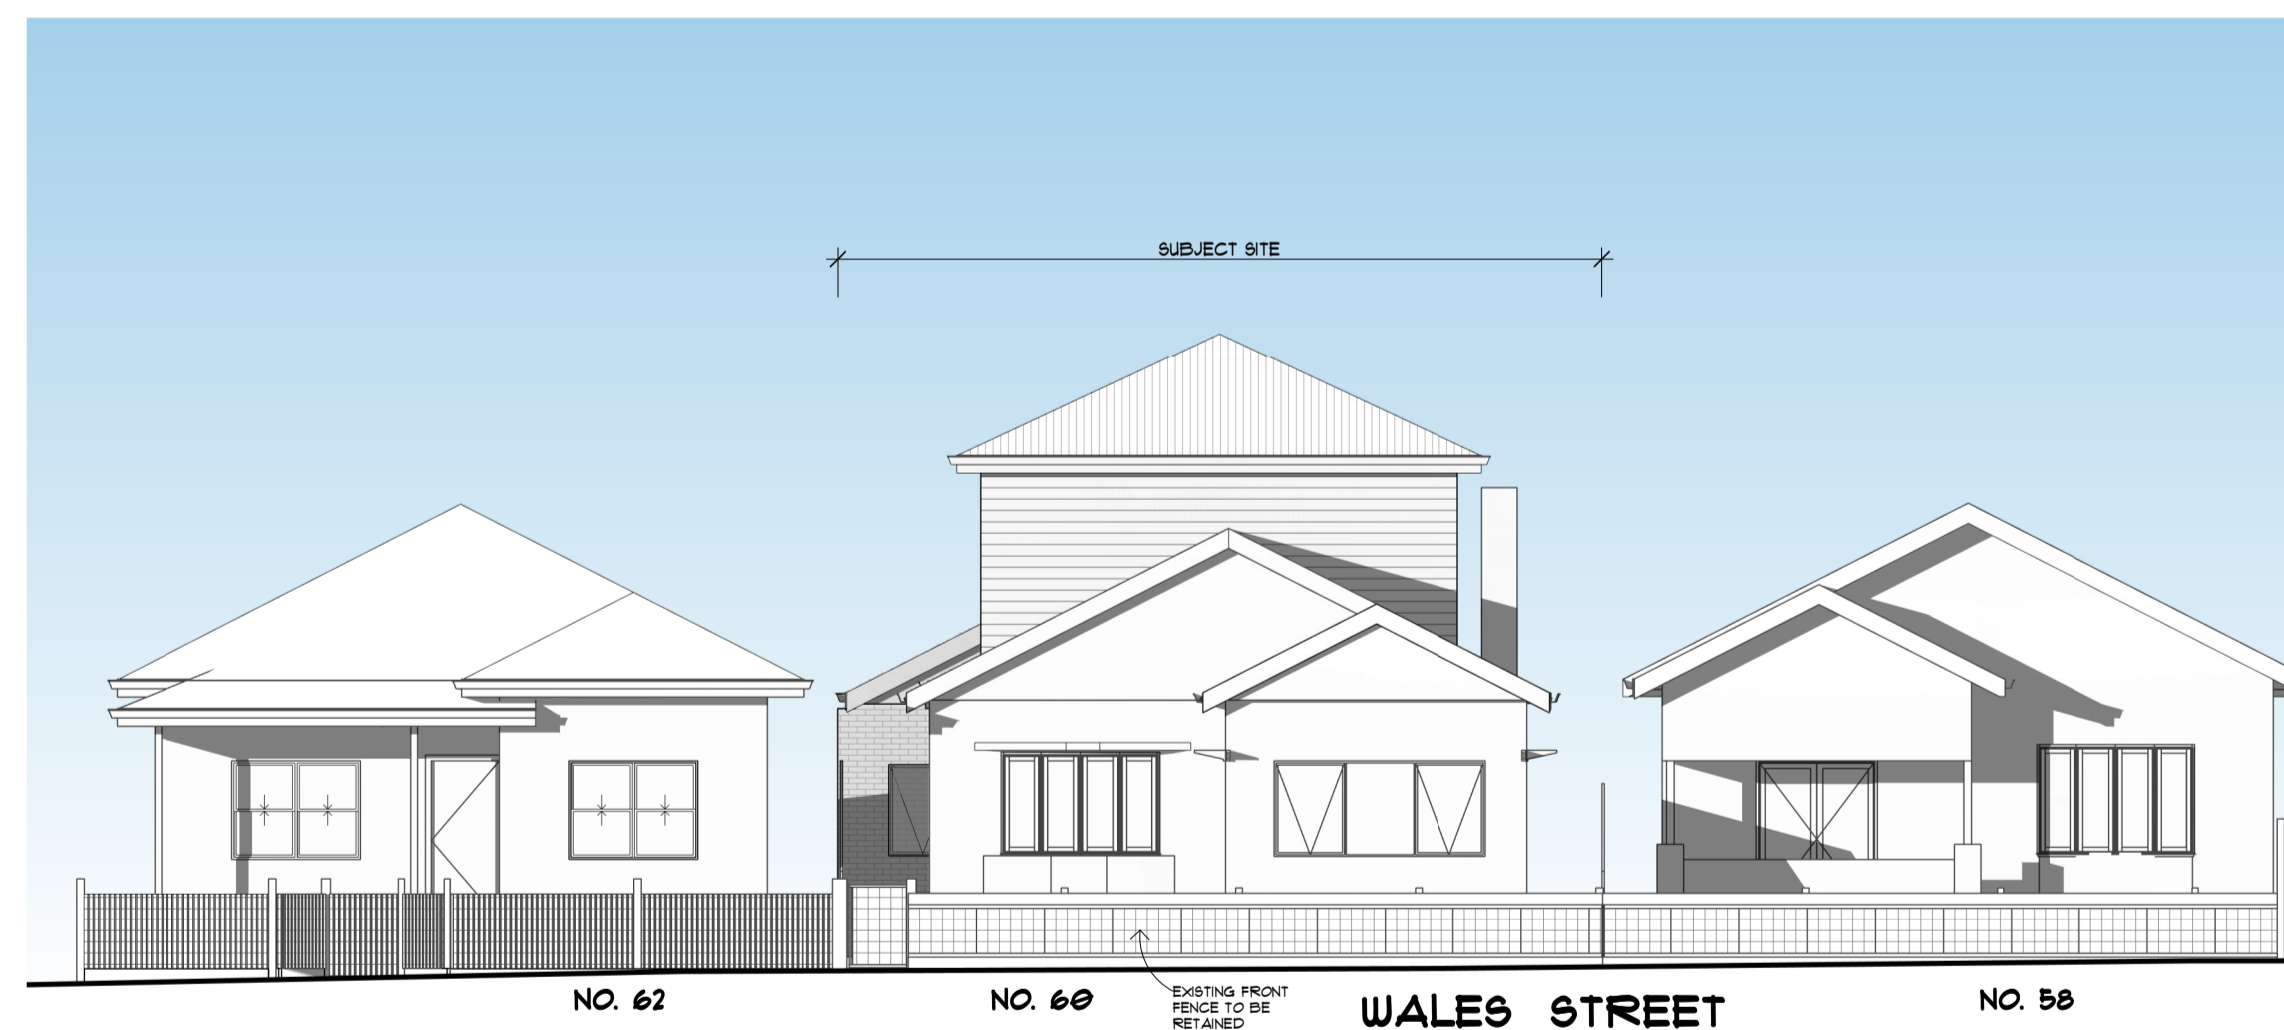 SUBJECT SITE
NO. 62
NO. 60
EXISTING FRONT
FENCE TO BE
RETAINED
WALES STREET
NO. 58